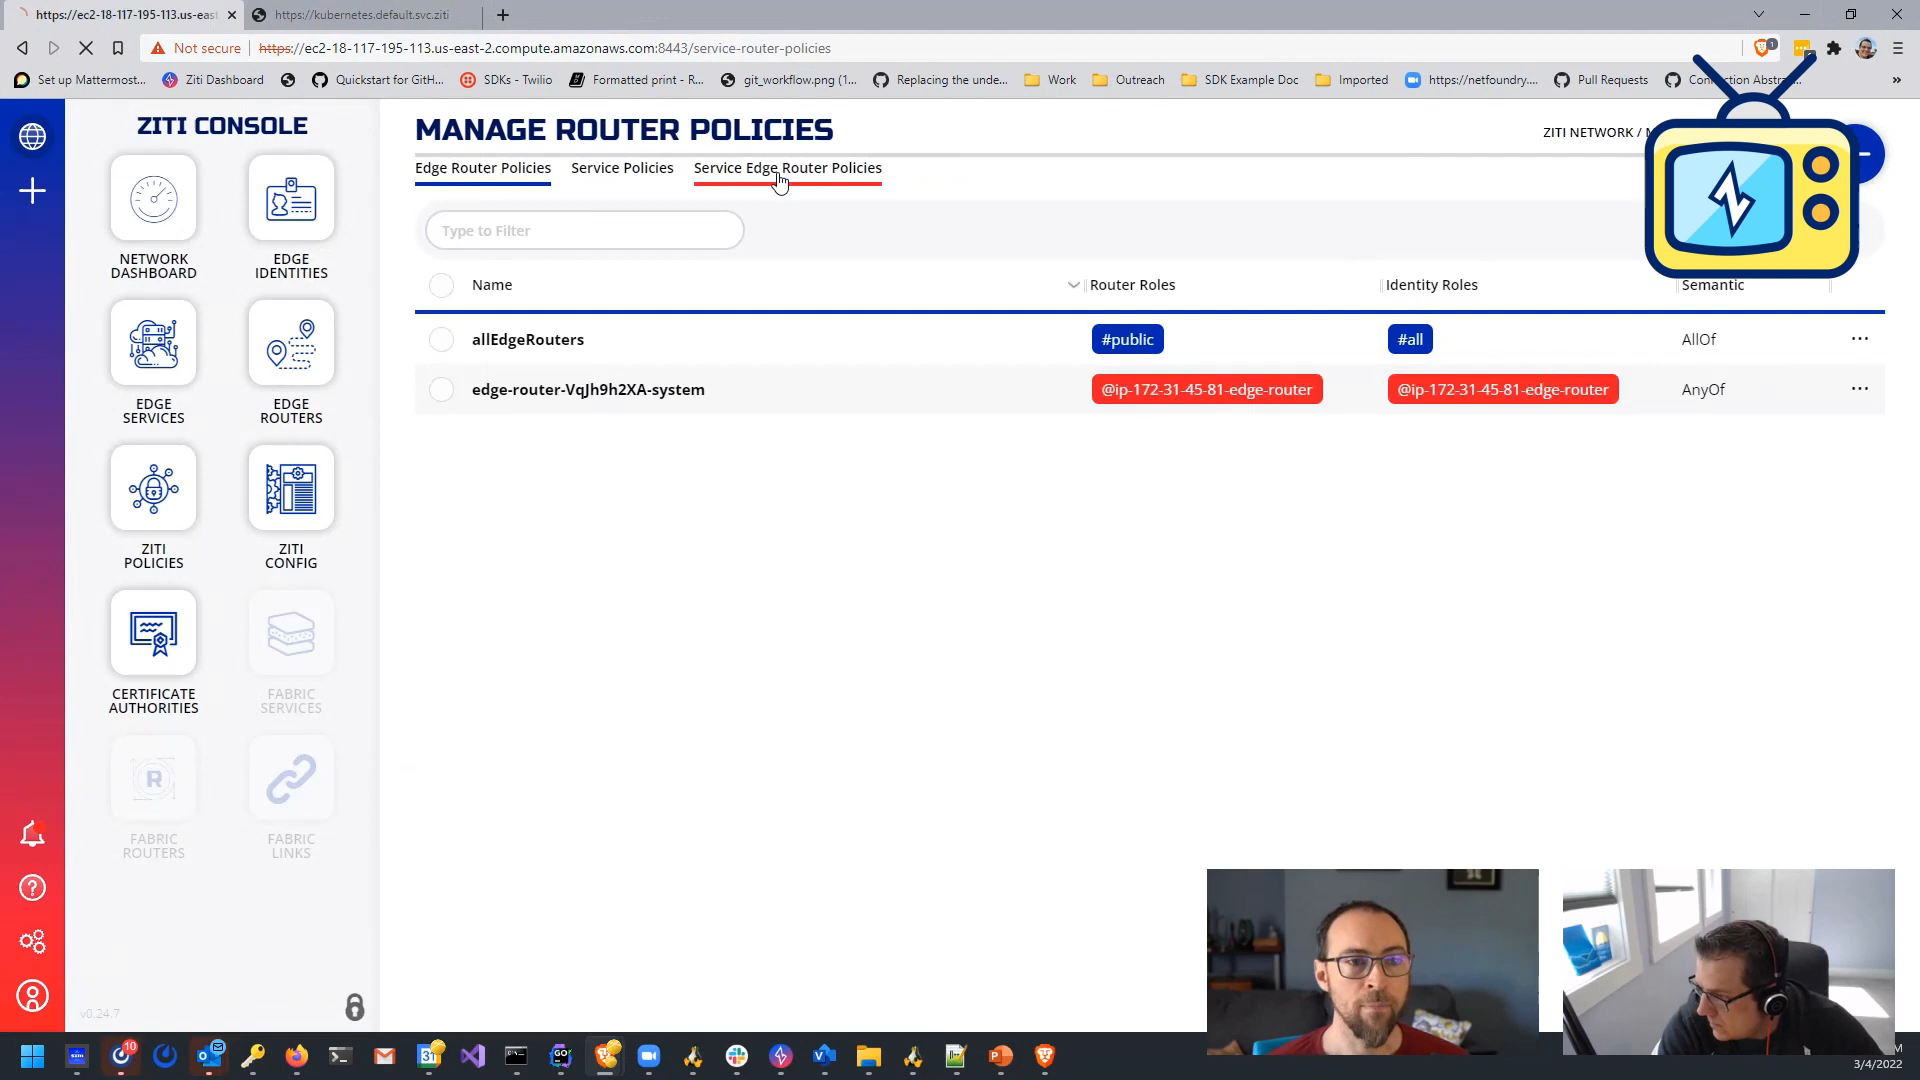 https://ec2-18-117-195-113.us-east
https://kubernetes.default.svc.ziti
Not secure
https://ec2-18-117-195-113.us-east-2.compute.amazonaws.com:8443/service-router-policies
Set up Mattermost...
Ziti Dashboard
Quickstart for GitH...
SDKs - Twilio
Formatted print - R...
git_workflow.png (1...
Replacing the unde...
Work
Outreach
SDK Example Doc
Imported
https://netfoundry....
Pull Requests
ZITI CONSOLE
NETWORK
DASHBOARD
EDGE
IDENTITIES
EDGE
SERVICES
EDGE
ROUTERS
ZITI
POLICIES
ZITI
CONFIG
CERTIFICATE
AUTHORITIES
FABRIC
SERVICES
R
FABRIC
ROUTERS
FABRIC
LINKS
v0.24.7
MANAGE ROUTER POLICIES
ZITI NETWORK /
Edge Router Policies
Service Policies
Service Edge Router Policies
Type to Filter
Name
Router Roles
Identity Roles
Semantic
allEdgeRouters
#public
#all
AllOf
...
edge-router-VqJh9h2XA-system
@ip-172-31-45-81-edge-router
@ip-172-31-45-81-edge-router
AnyOf
...
10
31
GO
3/4/2022